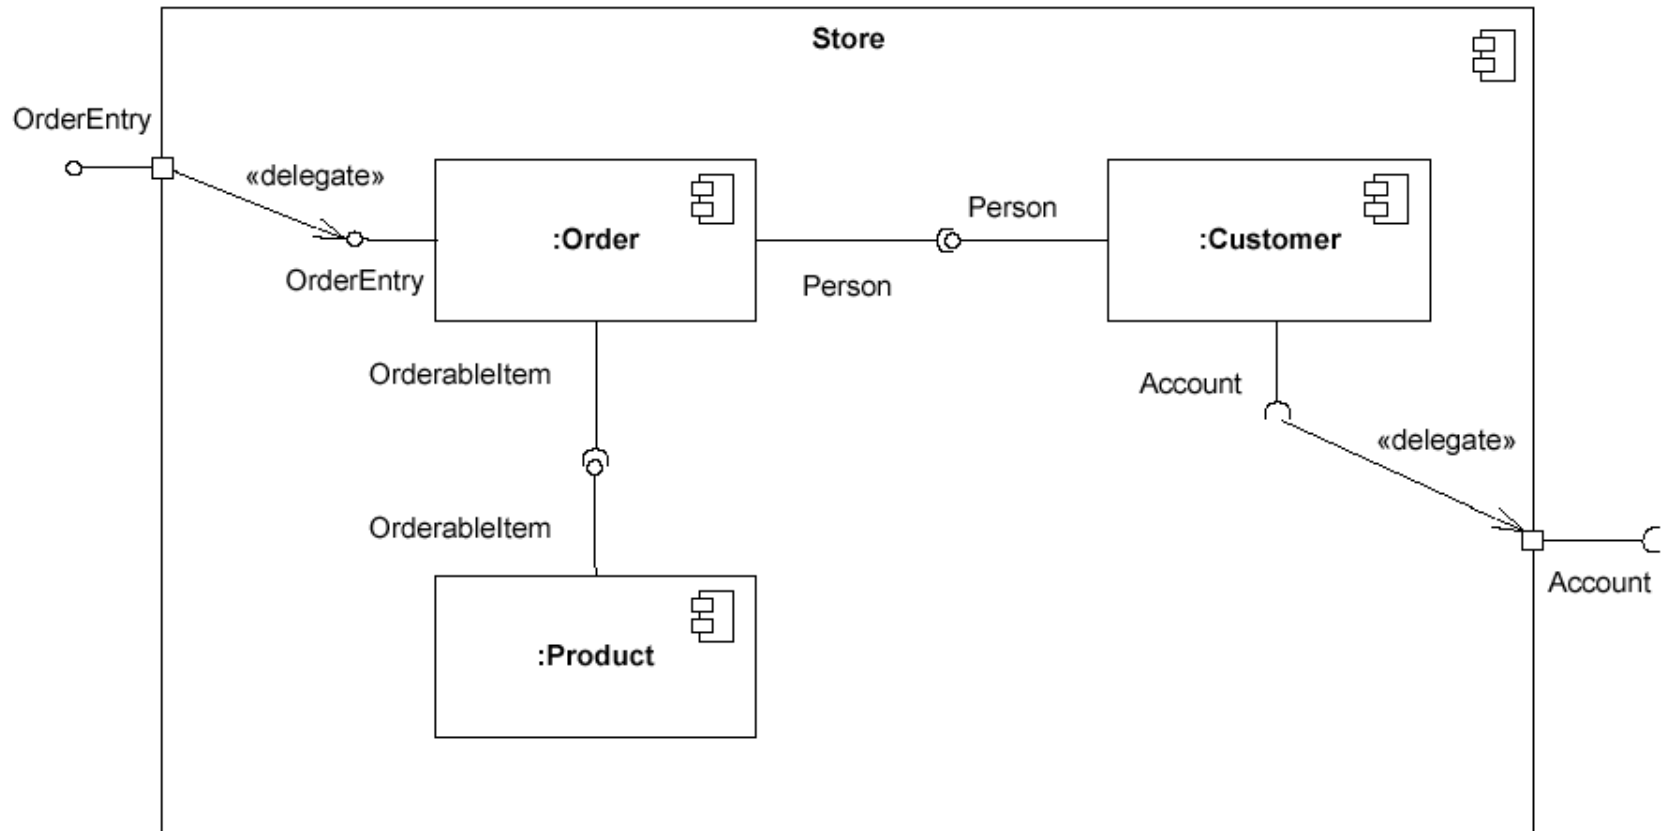 Store
OrderEntry
«delegate»
:Order
OrderEntry
Person
Person
:Customer
OrderableItem
Account
«delegate»
OrderableItem
Account
:Product